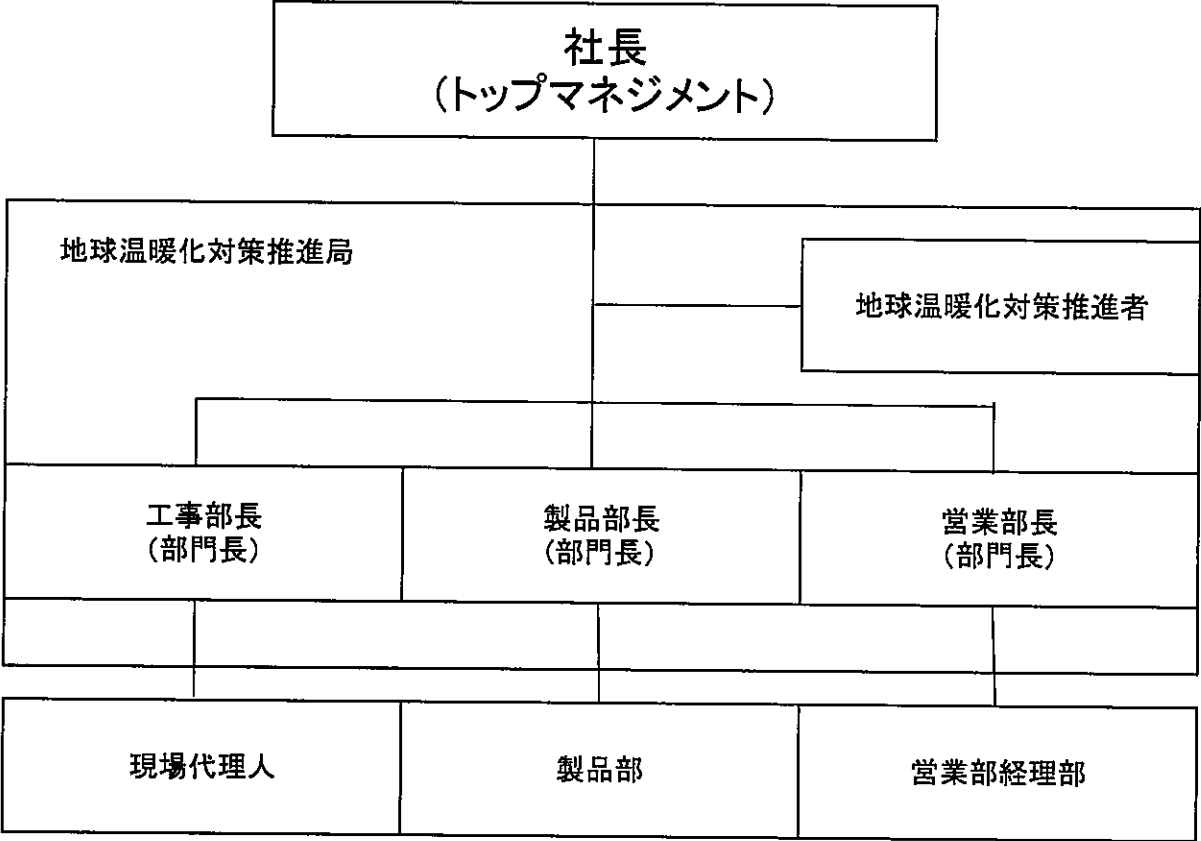 社長
(トップマネジメント)
地球温暖化対策推進局
地球温暖化対策推進者
工事部長
(部門長)
製品部長
(部門長)
営業部長
(部門長)
現場代理人
製品部
営業部経理部